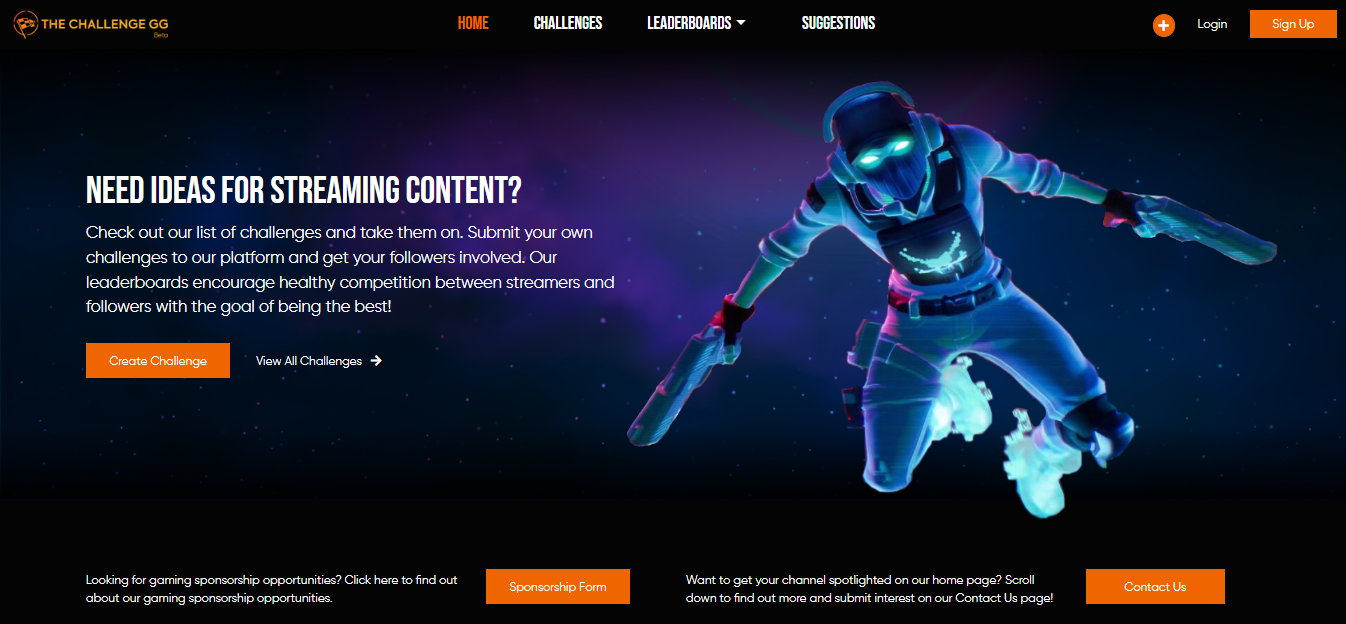 THE CHALLENGE GG
Beta
HOME
CHALLENGES
LEADERBOARDS
SUGGESTIONS
Login
Sign Up
NEED IDEAS FOR STREAMING CONTENT?
Check out our list of challenges and take them on. Submit your own
challenges to our platform and get your followers involved. Our
leaderboards encourage healthy competition between streamers and
followers with the goal of being the best!
Create Challenge
View All Challenges
Looking for gaming sponsorship opportunities? Click here to find out
about our gaming sponsorship opportunities.
Sponsorship Form
Want to get your channel spotlighted on our home page? Scroll
down to find out more and submit interest on our Contact Us page!
Contact Us